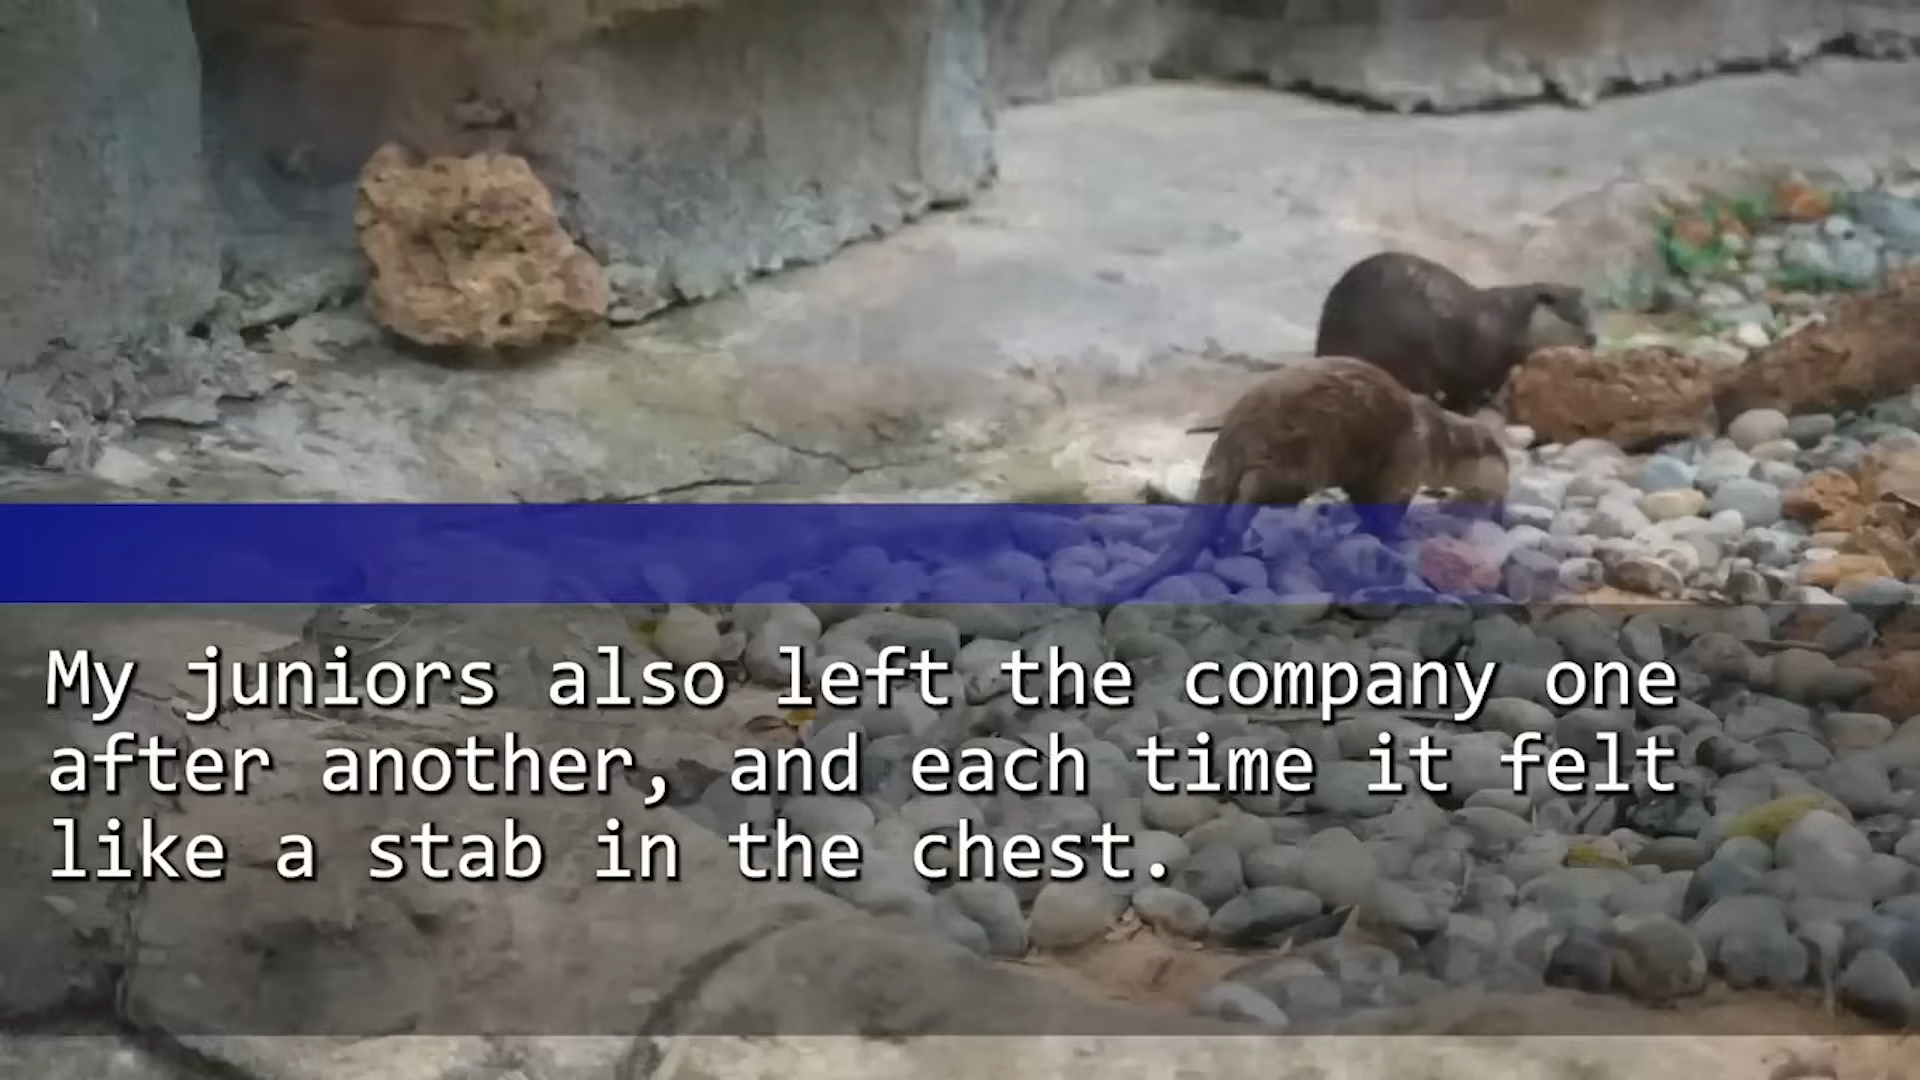 My juniors also left the company one
after another, and each time it felt
like a stab in the chest.